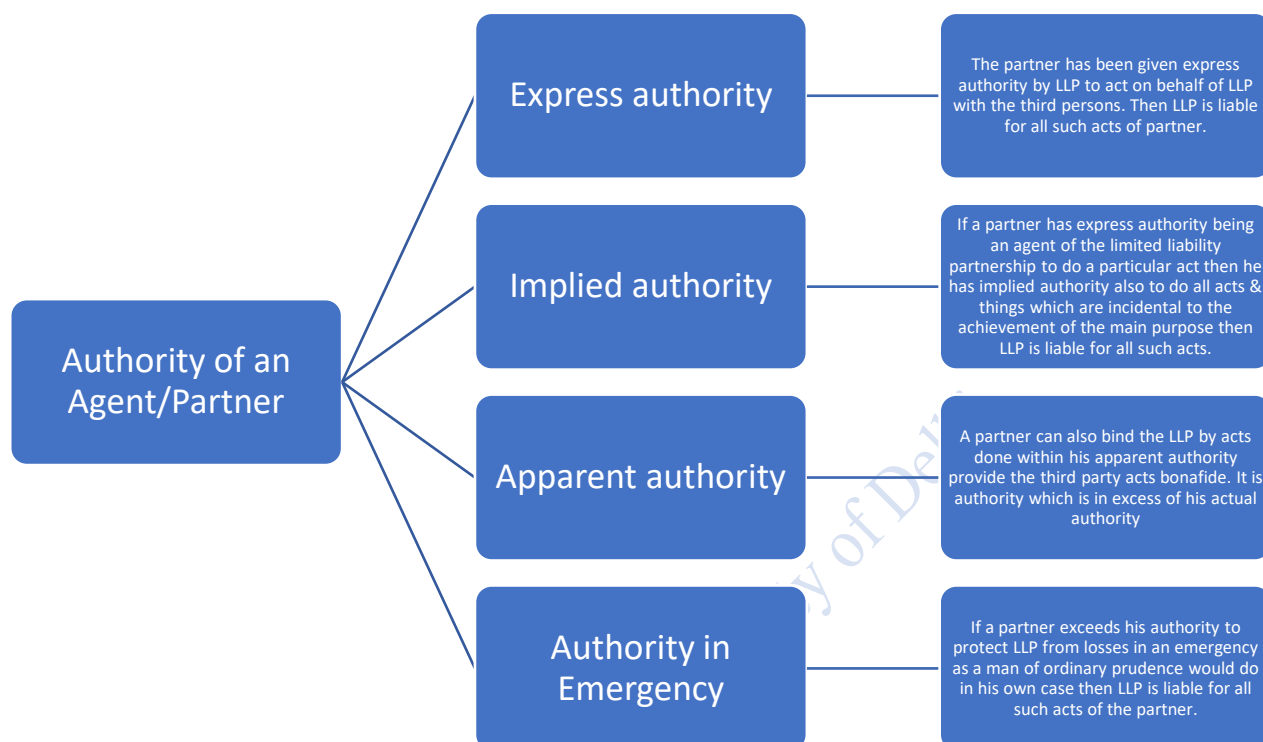 Authority of an
Agent/Partner
Express authority
The partner has been given express
authority by LLP to act on behalf of LLP
with the third persons. Then LLP is liable
for all such acts of partner.
Implied authority
If a partner has express authority being
an agent of the limited liability
partnership to do a particular act then he
has implied authority also to do all acts &
things which are incidental to the
achievement of the main purpose then
LLP is liable for all such acts.
Apparent authority
A partner can also bind the LLP by acts
done within his apparent authority
provide the third party acts bonafide. It is
authority which is in excess of his actual
authority
Authority in
Emergency
If a partner exceeds his authority to
protect LLP from losses in an emergency
as a man of ordinary prudence would do
in his own case then LLP is liable for all
such acts of the partner.
of